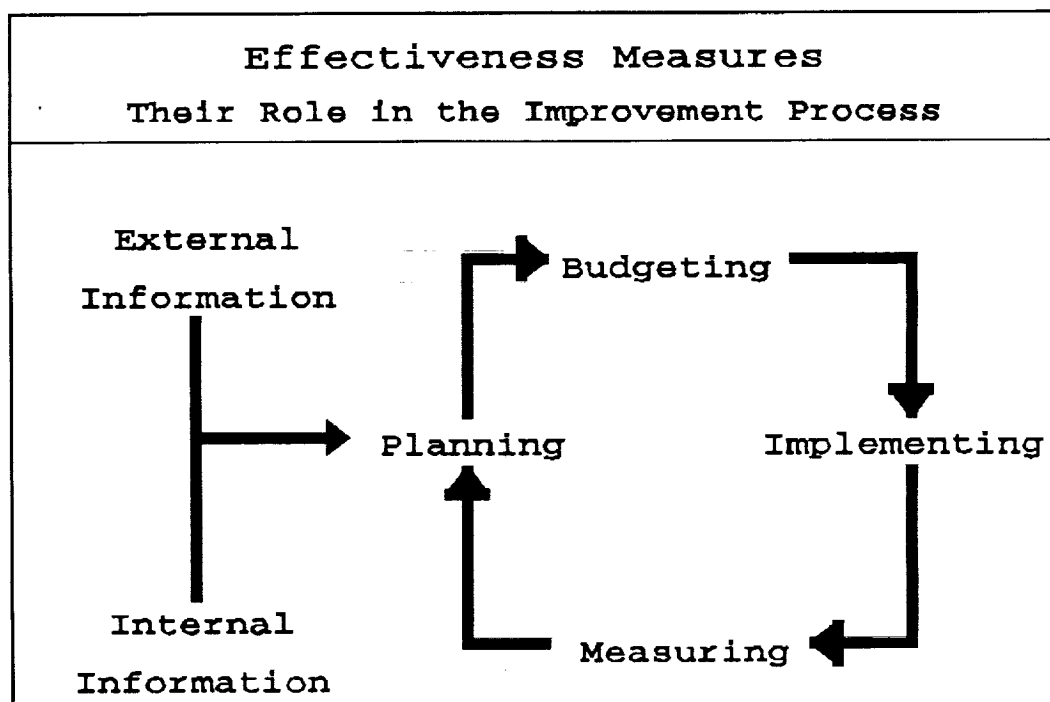 Effectiveness Measures
Their Role in the Improvement Process
External
Information
Budgeting
Planning
Implementing
Internal
Information
Measuring